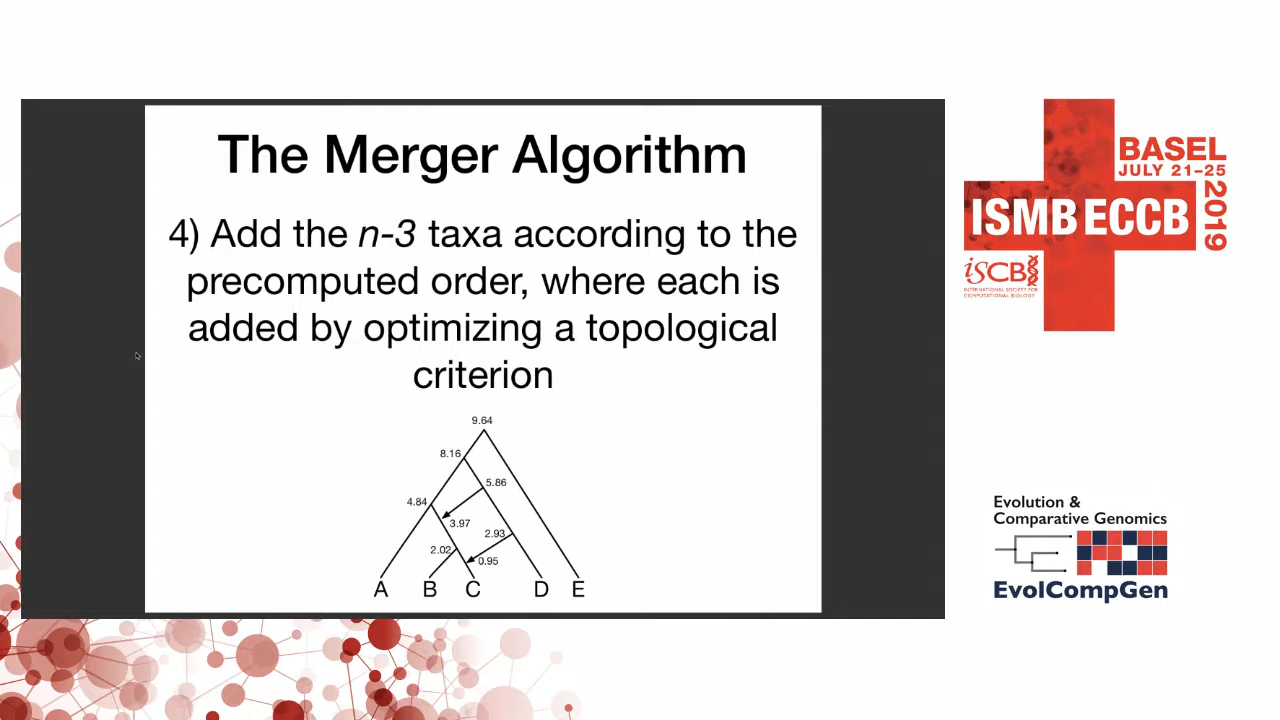 The Merger Algorithm
4) Add the n-3 taxa according to the
precomputed order, where each is
added by optimizing a topological
criterion
9.64
8.16
5.86
4.84
3.97
2.93
2.02
0.95
A B C D E
BASEL
JULY 21–25
2019
ISMB ECCB
iSCB
INTERNATIONAL SOCIETY FOR
COMPUTATIONAL BIOLOGY
Evolution &
Comparative Genomics
EvolCompGen